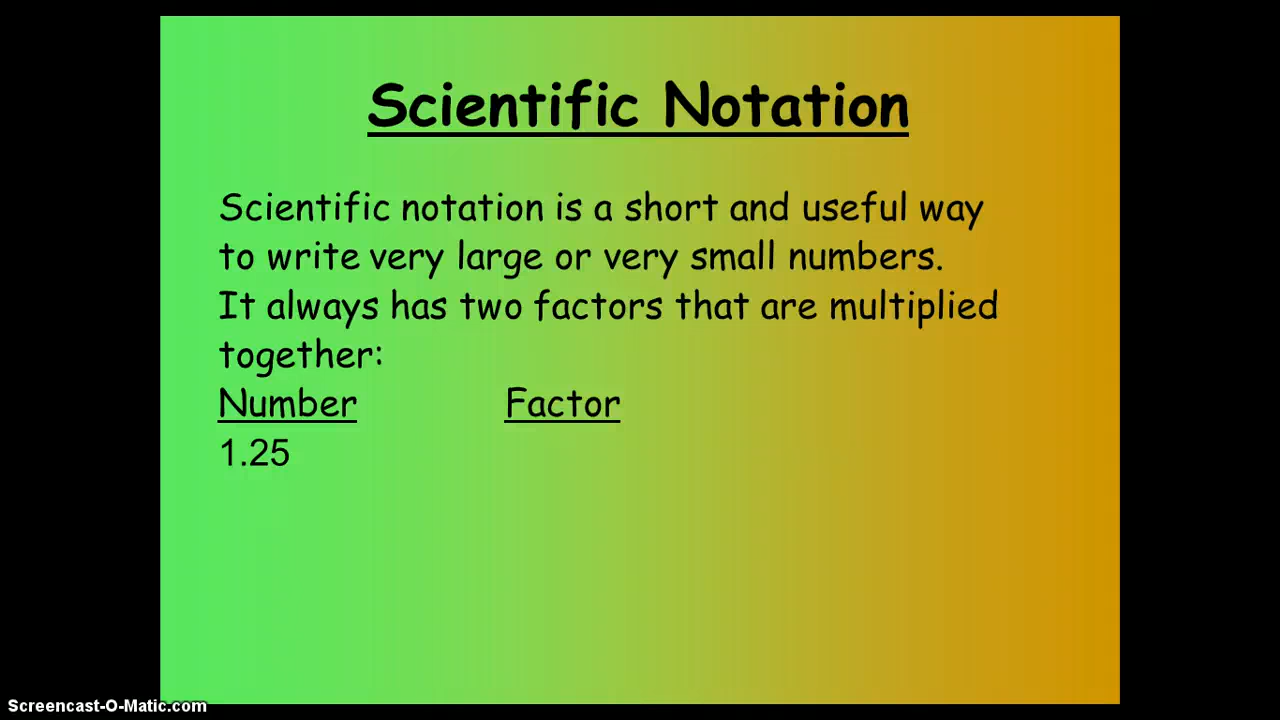 Scientific Notation
Scientific notation is a short and useful way
to write very large or very small numbers.
It always has two factors that are multiplied
together:
Number Factor
1.25
Screencast-O-Matic.com